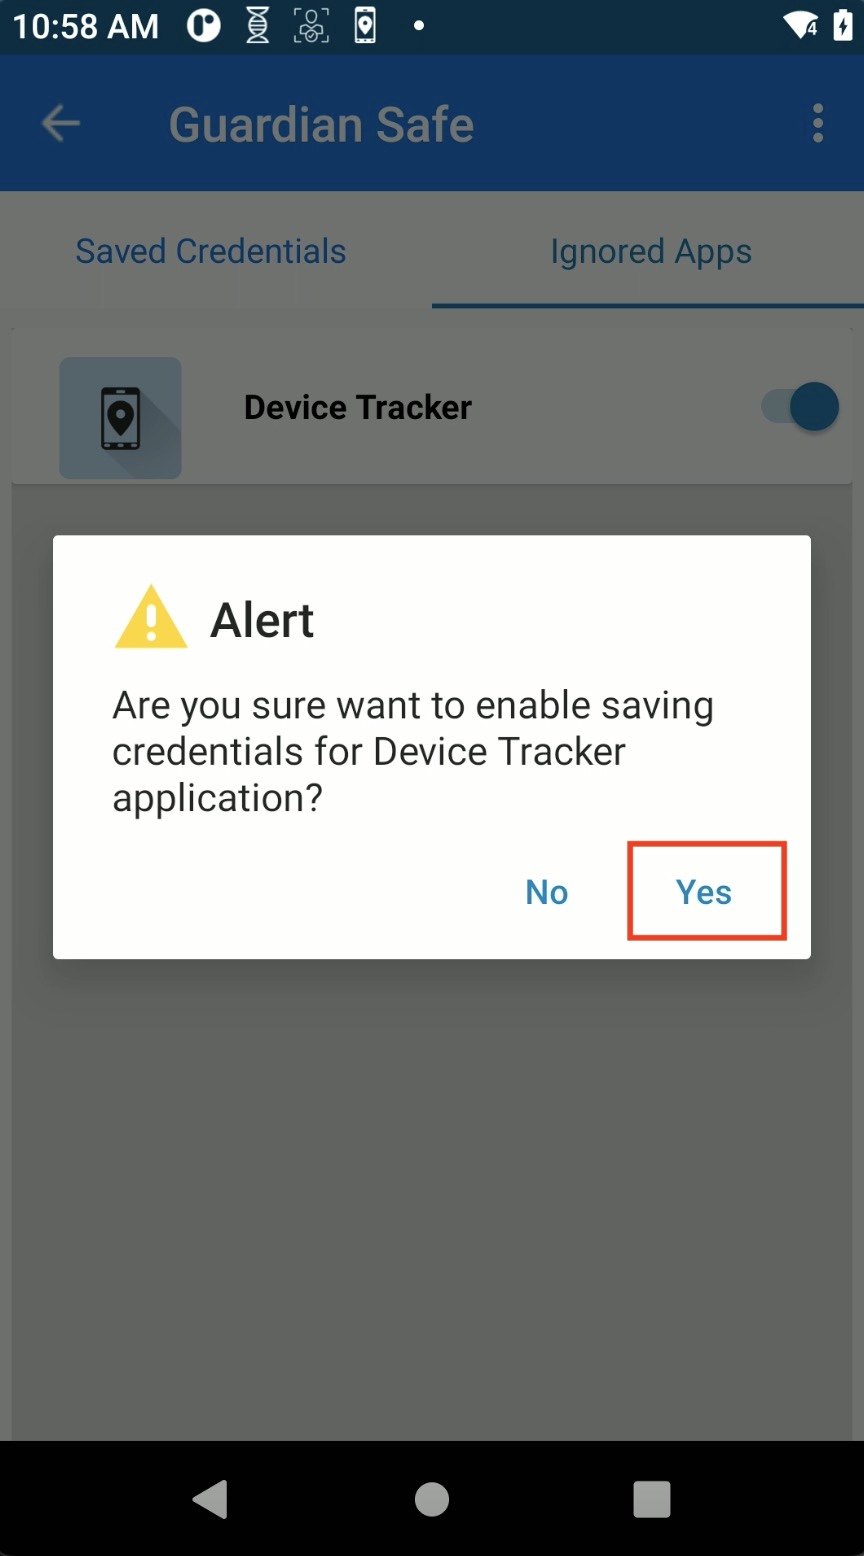 10:58 AM
4
Guardian Safe
Saved Credentials
Ignored Apps
Device Tracker
Alert
Are you sure want to enable saving
credentials for Device Tracker
application?
No
Yes